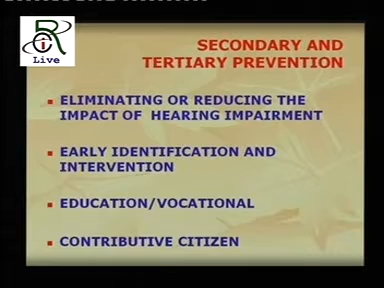 RCi
Live
SECONDARY AND
TERTIARY PREVENTION
ELIMINATING OR REDUCING THE
IMPACT OF HEARING IMPAIRMENT
EARLY IDENTIFICATION AND
INTERVENTION
EDUCATION/VOCATIONAL
CONTRIBUTIVE CITIZEN